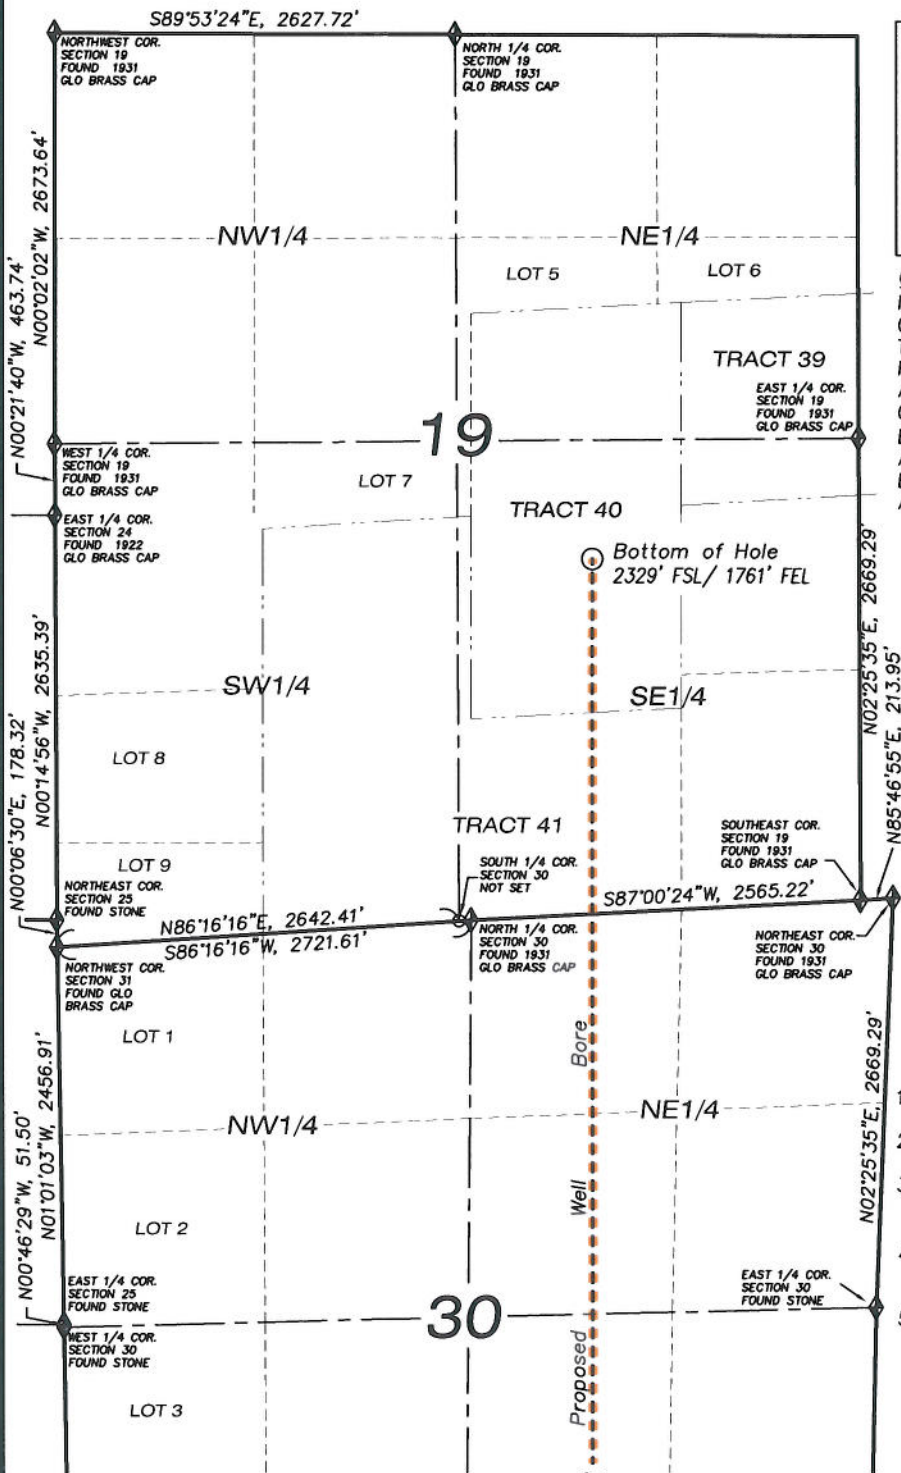 S89°53'24"E, 2627.72'
NORTHWEST COR.
SECTION 19
FOUND 1931
GLO BRASS CAP
NORTH 1/4 COR.
SECTION 19
FOUND 1931
GLO BRASS CAP
N00°02'02"W, 2673.64'
N00°21'40"W, 463.74'
NW1/4
NE1/4
LOT 5
LOT 6
TRACT 39
EAST 1/4 COR.
SECTION 19
FOUND 1931
GLO BRASS CAP
19
WEST 1/4 COR.
SECTION 19
FOUND 1931
GLO BRASS CAP
LOT 7
EAST 1/4 COR.
SECTION 24
FOUND 1922
GLO BRASS CAP
TRACT 40
Bottom of Hole
2329' FSL/ 1761' FEL
N02°25'35"E, 2669.29'
N85°46'55"E, 213.95'
N00°14'56"W, 2635.39'
N00°06'30"E, 178.32'
SW1/4
SE1/4
LOT 8
LOT 9
TRACT 41
SOUTHEAST COR.
SECTION 19
FOUND 1931
GLO BRASS CAP
SOUTH 1/4 COR.
SECTION 30
NOT SET
NORTHEAST COR.
SECTION 25
FOUND STONE
N86°16'16"E, 2642.41'
S86°16'16"W, 2721.61'
S87°00'24"W, 2565.22'
NORTH 1/4 COR.
SECTION 30
FOUND 1931
GLO BRASS CAP
NORTHEAST COR.
SECTION 30
FOUND 1931
GLO BRASS CAP
NORTHWEST COR.
SECTION 31
FOUND GLO
BRASS CAP
LOT 1
N01°01'03"W, 2456.91'
N00°46'29"W, 51.50'
NW1/4
NE1/4
N02°25'35"E, 2669.29'
Proposed Well Bore
LOT 2
EAST 1/4 COR.
SECTION 25
FOUND STONE
EAST 1/4 COR.
SECTION 30
FOUND STONE
30
WEST 1/4 COR.
SECTION 30
FOUND STONE
LOT 3